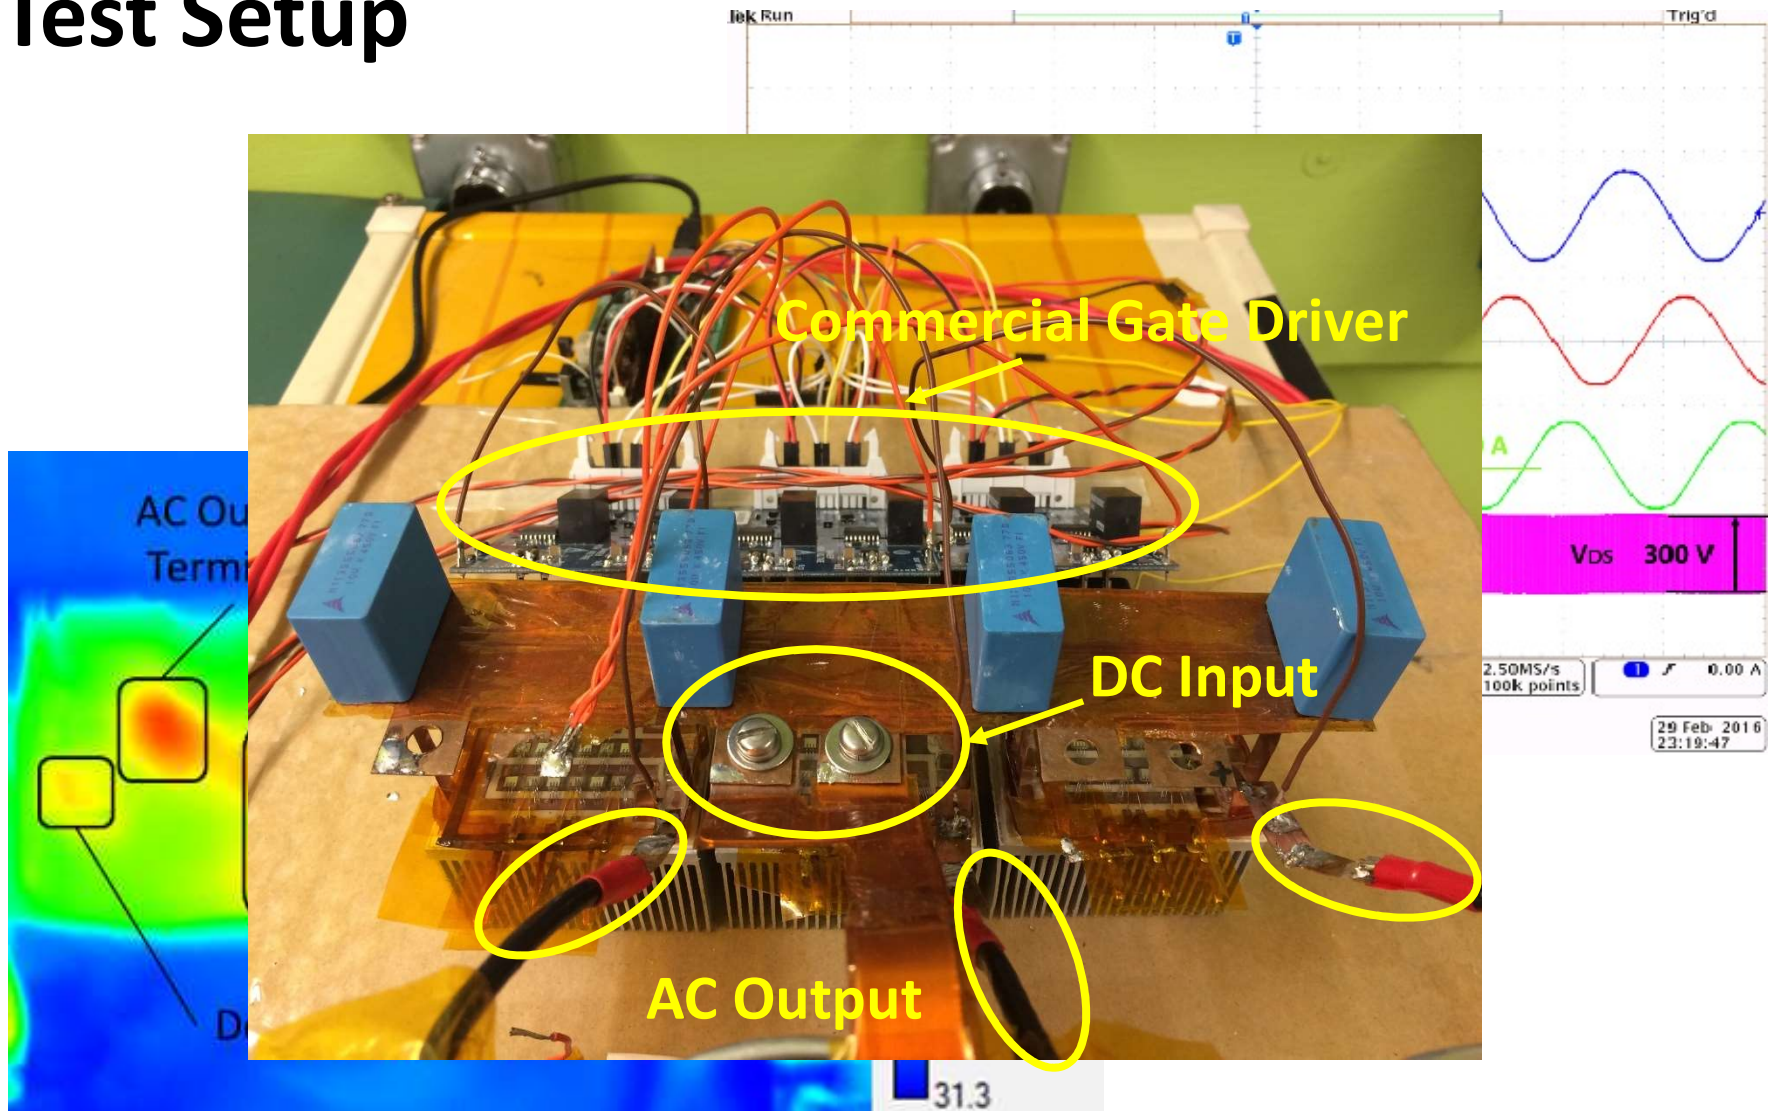 Test Setup
Tek Run
Trig'd
Commercial Gate Driver
A
AC Ou
Termi
VDS 300 V
DC Input
2.50MS/s
100k points
1
0.00 A
29 Feb 2016
23:19:47
AC Output
31.3